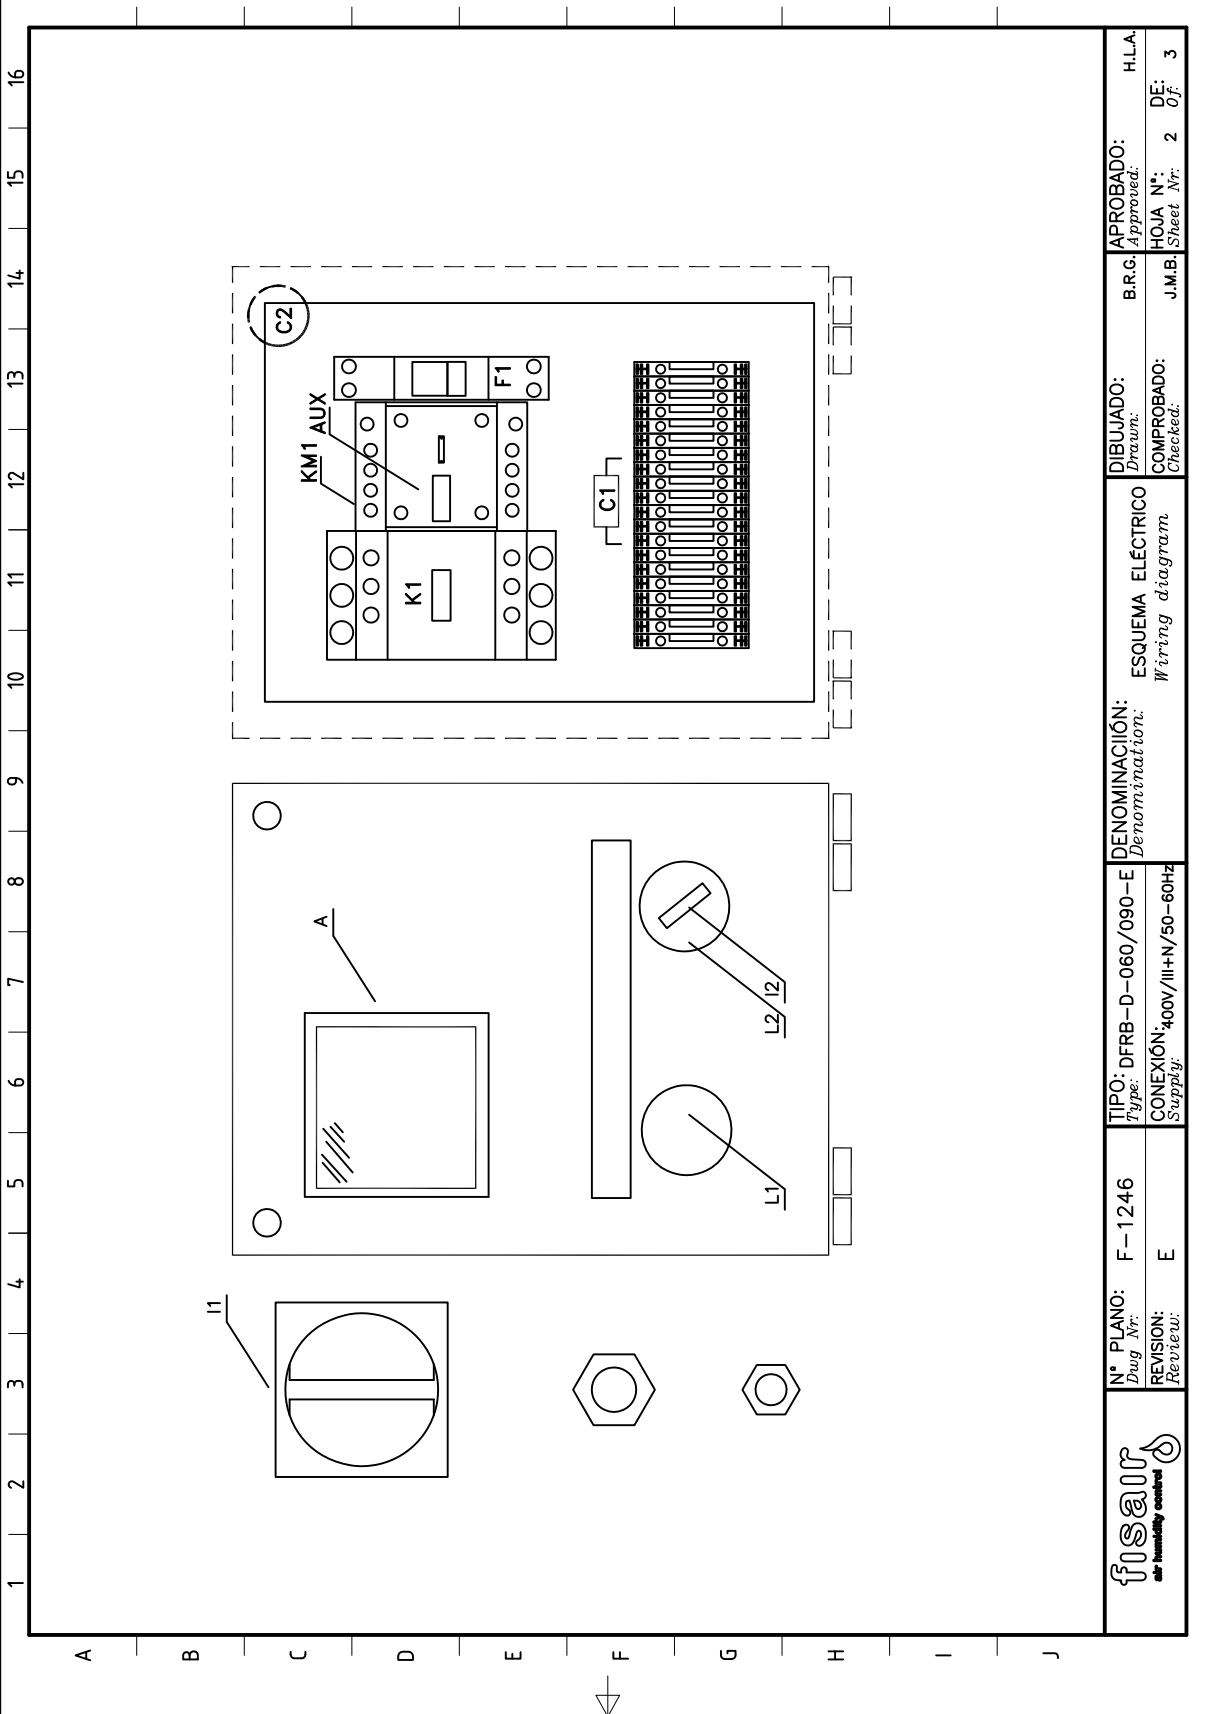 1 2 3 4 5 6 7 8 9 10 11 12 13 14 15 16
A
B
C
D
E
F
G
H
I
J
I1
A
L1
L2
I2
KM1
AUX
C2
K1
F1
C1
fisair
air humidity control
Nº PLANO: F-1246
Dwg Nr:
REVISION: E
Review:
TIPO: DFRB-D-060/090-E
Type:
CONEXIÓN: 400V/III+N/50-60Hz
Supply:
DENOMINACIIÓN:
Denomination:
ESQUEMA ELÉCTRICO
Wiring diagram
DIBUJADO: B.R.G.
Drawn:
COMPROBADO: J.M.B.
Checked:
APROBADO: H.L.A.
Approved:
HOJA Nº: 2 DE: 3
Sheet Nr: Of: